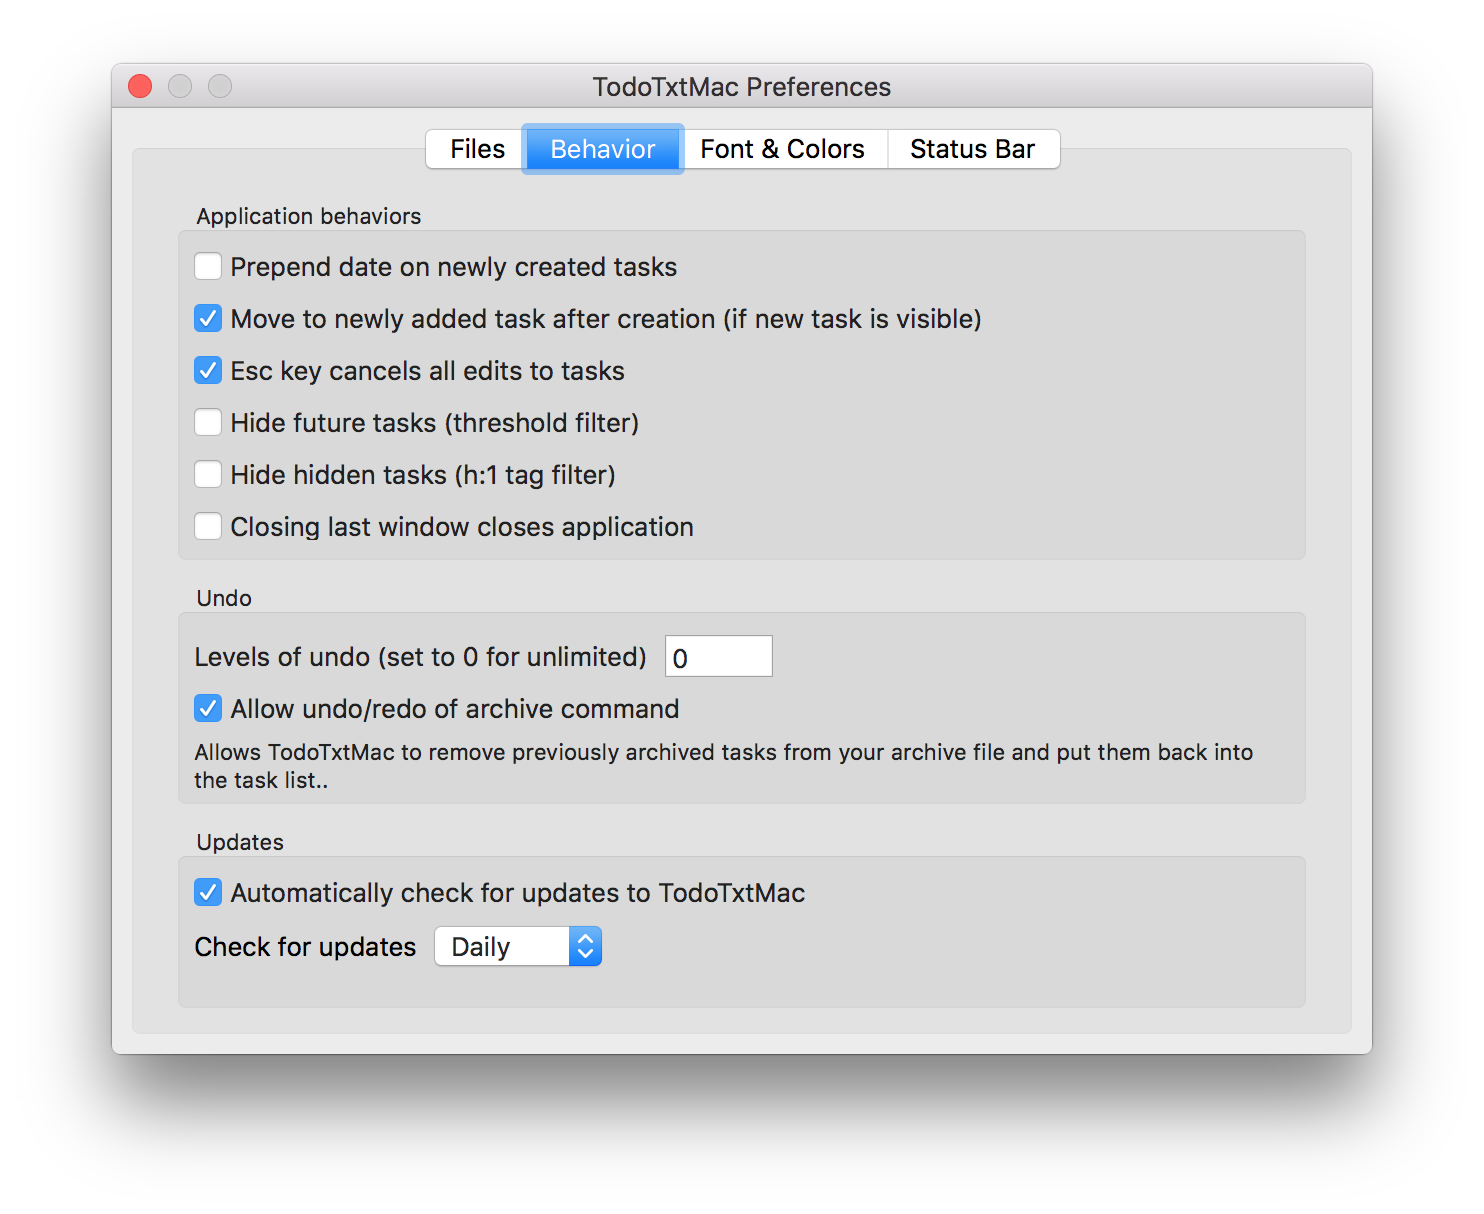 TodoTxtMac Preferences
Files Behavior Font & Colors Status Bar
Application behaviors
Prepend date on newly created tasks
Move to newly added task after creation (if new task is visible)
Esc key cancels all edits to tasks
Hide future tasks (threshold filter)
Hide hidden tasks (h:1 tag filter)
Closing last window closes application
Undo
Levels of undo (set to 0 for unlimited) 0
Allow undo/redo of archive command
Allows TodoTxtMac to remove previously archived tasks from your archive file and put them back into
the task list..
Updates
Automatically check for updates to TodoTxtMac
Check for updates Daily